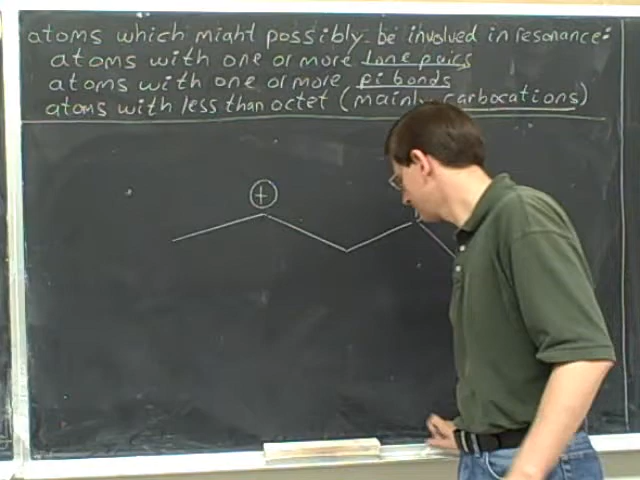 atoms which might possibly be involved in resonance:
atoms with one or more lone pairs
atoms with one or more pi bonds
atoms with less than octet (mainly carbocations)
+